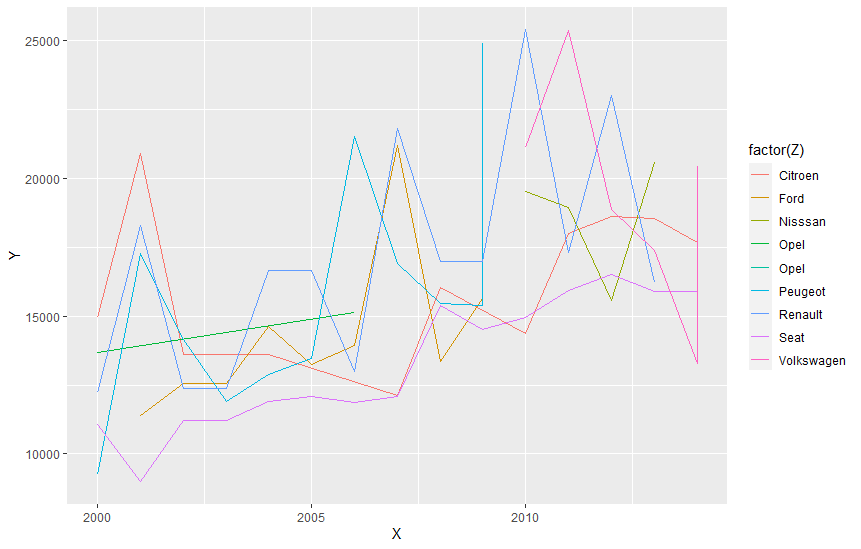 25000
20000
15000
10000
Y
2000
2005
2010
X
factor(Z)
Citroen
Ford
Nisssan
Opel
Opel
Peugeot
Renault
Seat
Volkswagen